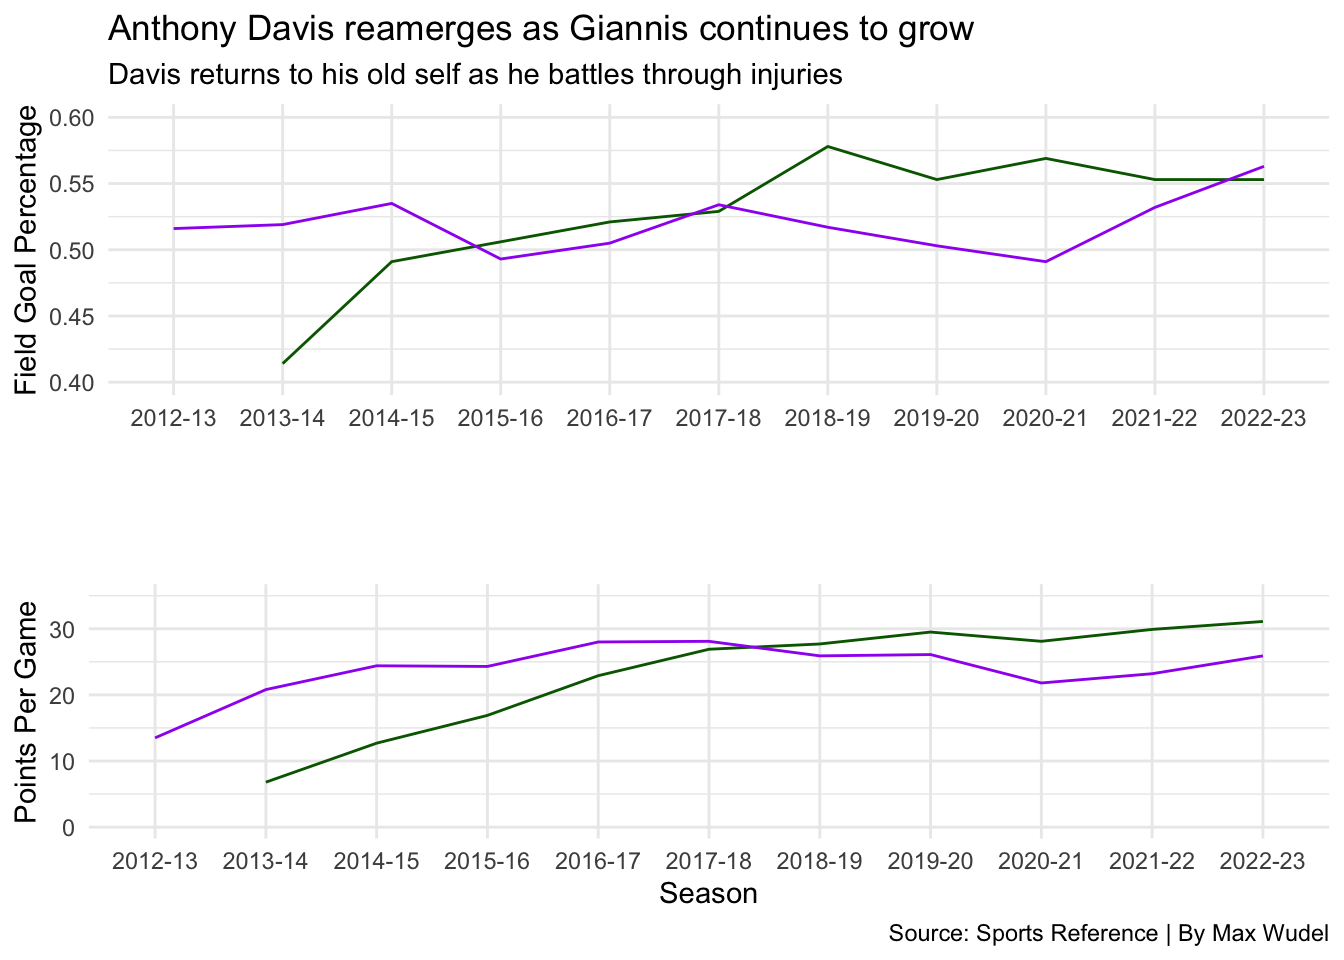 Anthony Davis reamerges as Giannis continues to grow
Davis returns to his old self as he battles through injuries
Field Goal Percentage
0.60
0.55
0.50
0.45
0.40
2012-13 2013-14 2014-15 2015-16 2016-17 2017-18 2018-19 2019-20 2020-21 2021-22 2022-23
Points Per Game
30
20
10
0
2012-13 2013-14 2014-15 2015-16 2016-17 2017-18 2018-19 2019-20 2020-21 2021-22 2022-23
Season
Source: Sports Reference | By Max Wudel